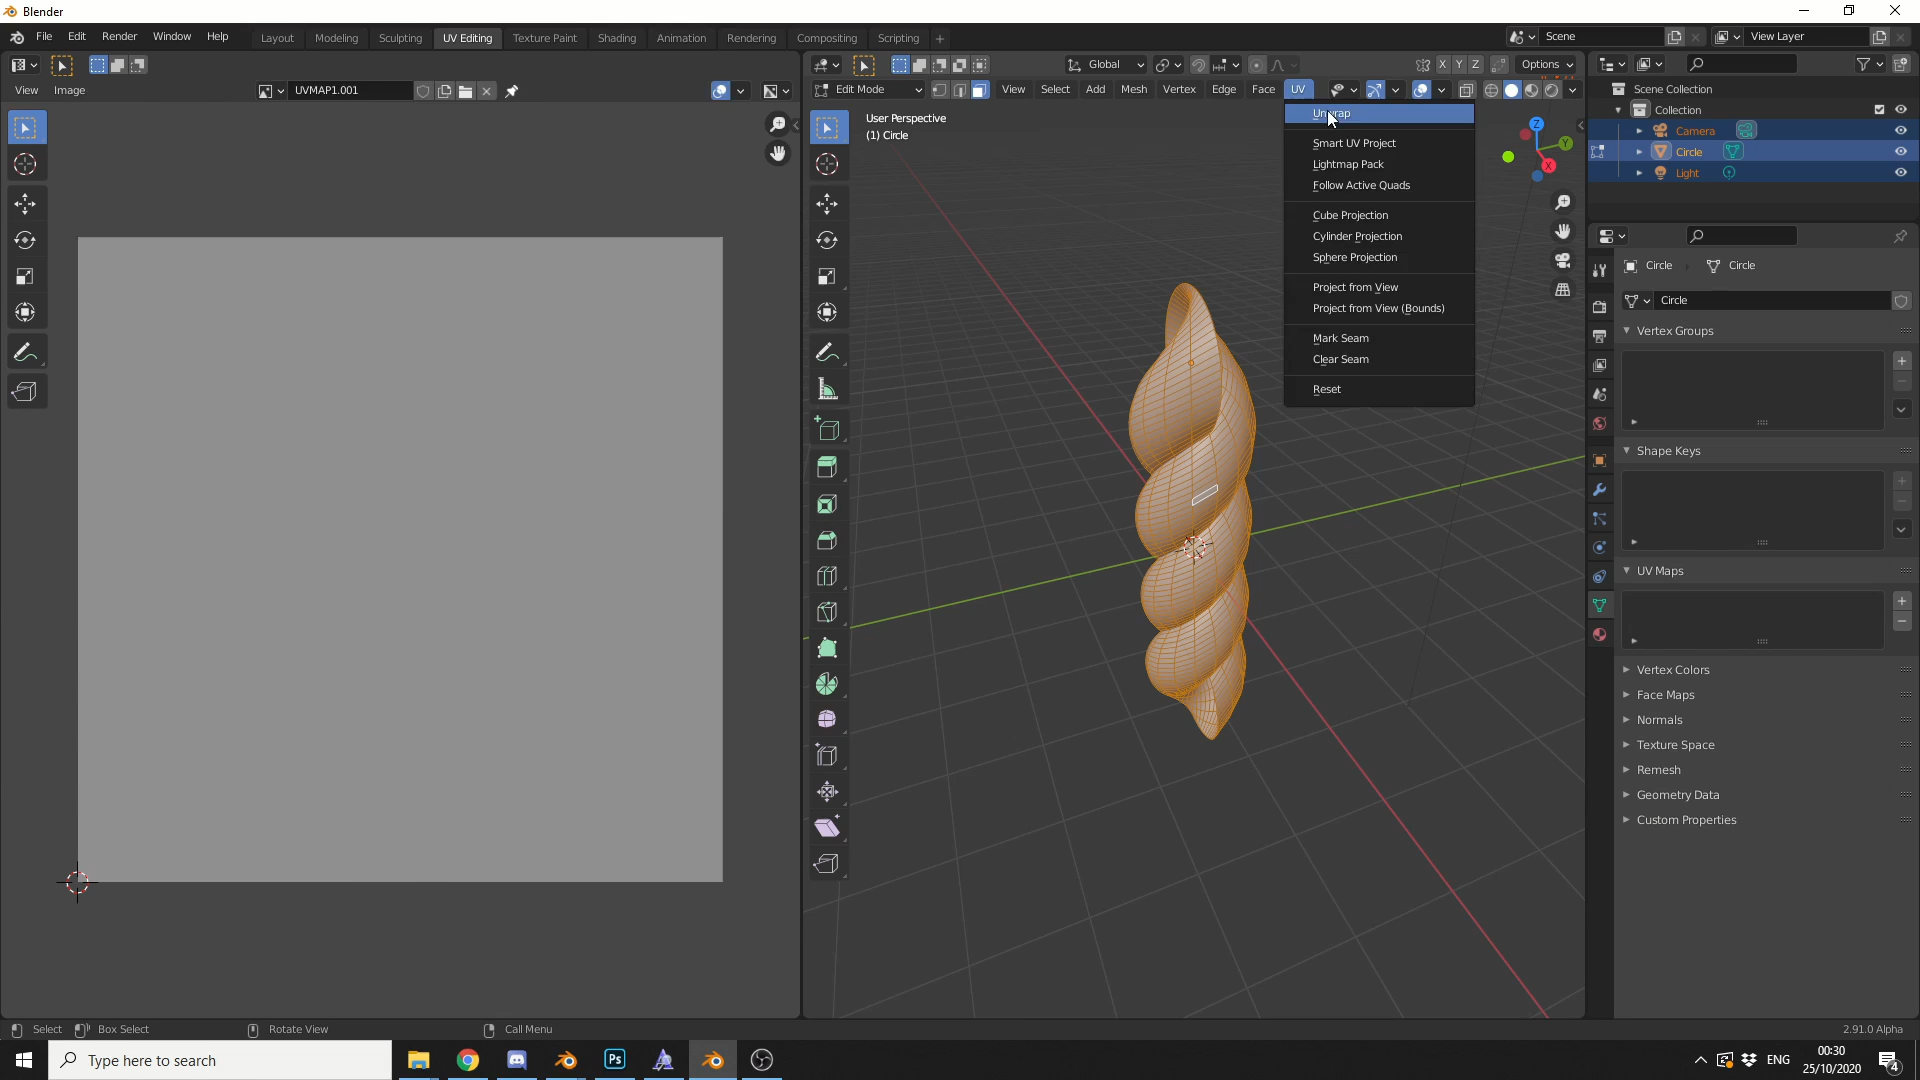 Blender
File Edit Render Window Help
Layout Modeling Sculpting UV Editing Texture Paint Shading Animation Rendering Compositing Scripting +
Scene
View Layer
View Image
UVMAP1.001
Global
X Y Z
Options
Edit Mode
View Select Add Mesh Vertex Edge Face UV
User Perspective
(1) Circle
Smart UV Project
Lightmap Pack
Follow Active Quads
Cube Projection
Cylinder Projection
Sphere Projection
Project from View
Project from View (Bounds)
Mark Seam
Clear Seam
Reset
Z
Y
X
Scene Collection
Collection
Camera
Circle
Light
Circle Circle
Circle
Vertex Groups
Shape Keys
UV Maps
Vertex Colors
Face Maps
Normals
Texture Space
Remesh
Geometry Data
Custom Properties
Select Box Select Rotate View Call Menu
2.91.0 Alpha
Type here to search
Ps
ENG
00:30
25/10/2020
4